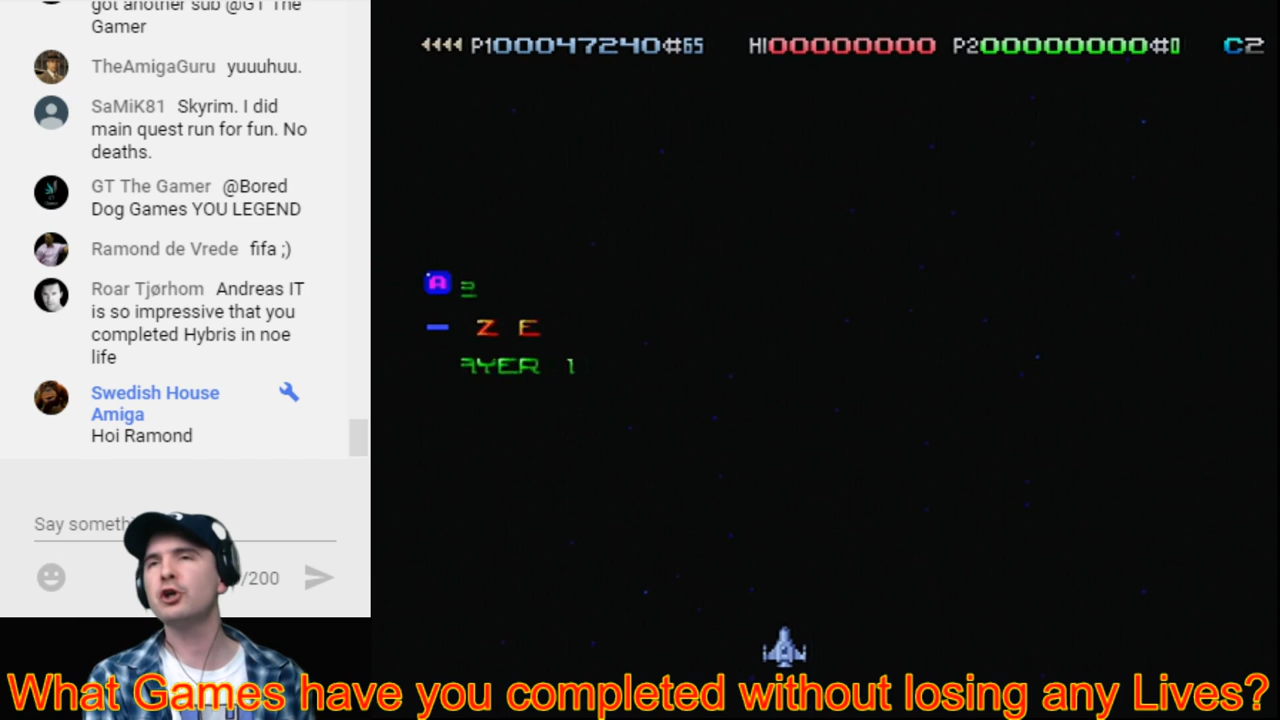 got another sub @GT The
Gamer
TheAmigaGuru yuuuhuu.
SaMiK81 Skyrim. I did
main quest run for fun. No
deaths.
GT The Gamer @Bored
Dog Games YOU LEGEND
Ramond de Vrede fifa ;)
Roar Tjørhom Andreas IT
is so impressive that you
completed Hybris in noe
life
Swedish House
Amiga
Hoi Ramond
Say someth
/200
P100047240#65 HI00000000 P200000000#0 C2
A
Z E
AYER 1
What Games have you completed without losing any Lives?